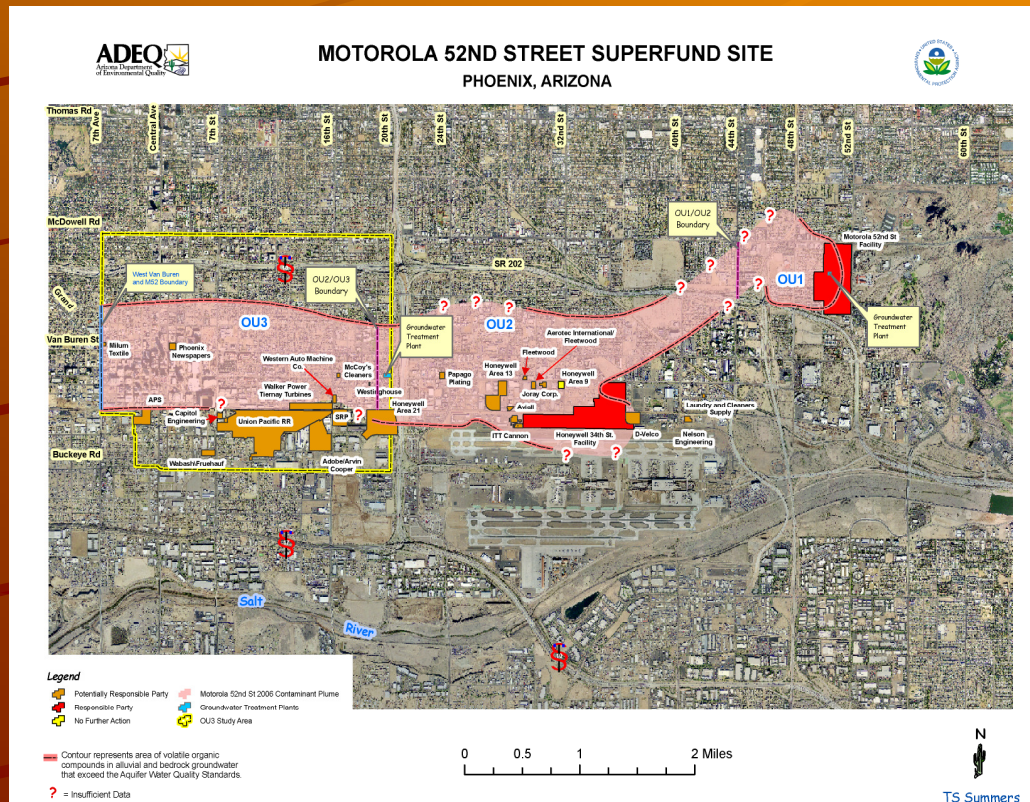 ADEQ
Arizona Department
of Environmental Quality
MOTOROLA 52ND STREET SUPERFUND SITE
PHOENIX, ARIZONA
UNITED STATES
ENVIRONMENTAL PROTECTION AGENCY
Thomas Rd
7th Ave
Central Ave
7th St
16th St
20th St
24th St
32nd St
40th St
44th St
48th St
52nd St
60th St
McDowell Rd
OU1/OU2
Boundary
Motorola 52nd St
Facility
SR 202
West Van Buren
and M52 Boundary
OU2/OU3
Boundary
OU1
Grand
Groundwater
Treatment
Plant
OU3
OU2
Groundwater
Treatment
Plant
Van Buren St
Milum
Textile
Phoenix
Newspapers
Western Auto Machine
Co.
McCoy's
Cleaners
Aerotec International/
Fleetwood
Fleetwood
Honeywell
Area 13
Honeywell
Area 9
Papago
Plating
Walker Power
Tiernay Turbines
Westinghouse
Joray Corp.
APS
Honeywell
Area 21
Aviall
Laundry and Cleaners
Supply
Capitol
Engineering
Union Pacific RR
SRP
ITT Cannon
Honeywell 34th St.
Facility
D-Velco
Nelson
Engineering
Buckeye Rd
Wabash/Fruehauf
Adobe/Arvin
Cooper
Salt
River
Legend
Potentially Responsible Party
Motorola 52nd St 2006 Contaminant Plume
Responsible Party
Groundwater Treatment Plants
No Further Action
OU3 Study Area
Contour represents area of volatile organic
compounds in alluvial and bedrock groundwater
that exceed the Aquifer Water Quality Standards.
? = Insufficient Data
0 0.5 1 2 Miles
N
TS Summers